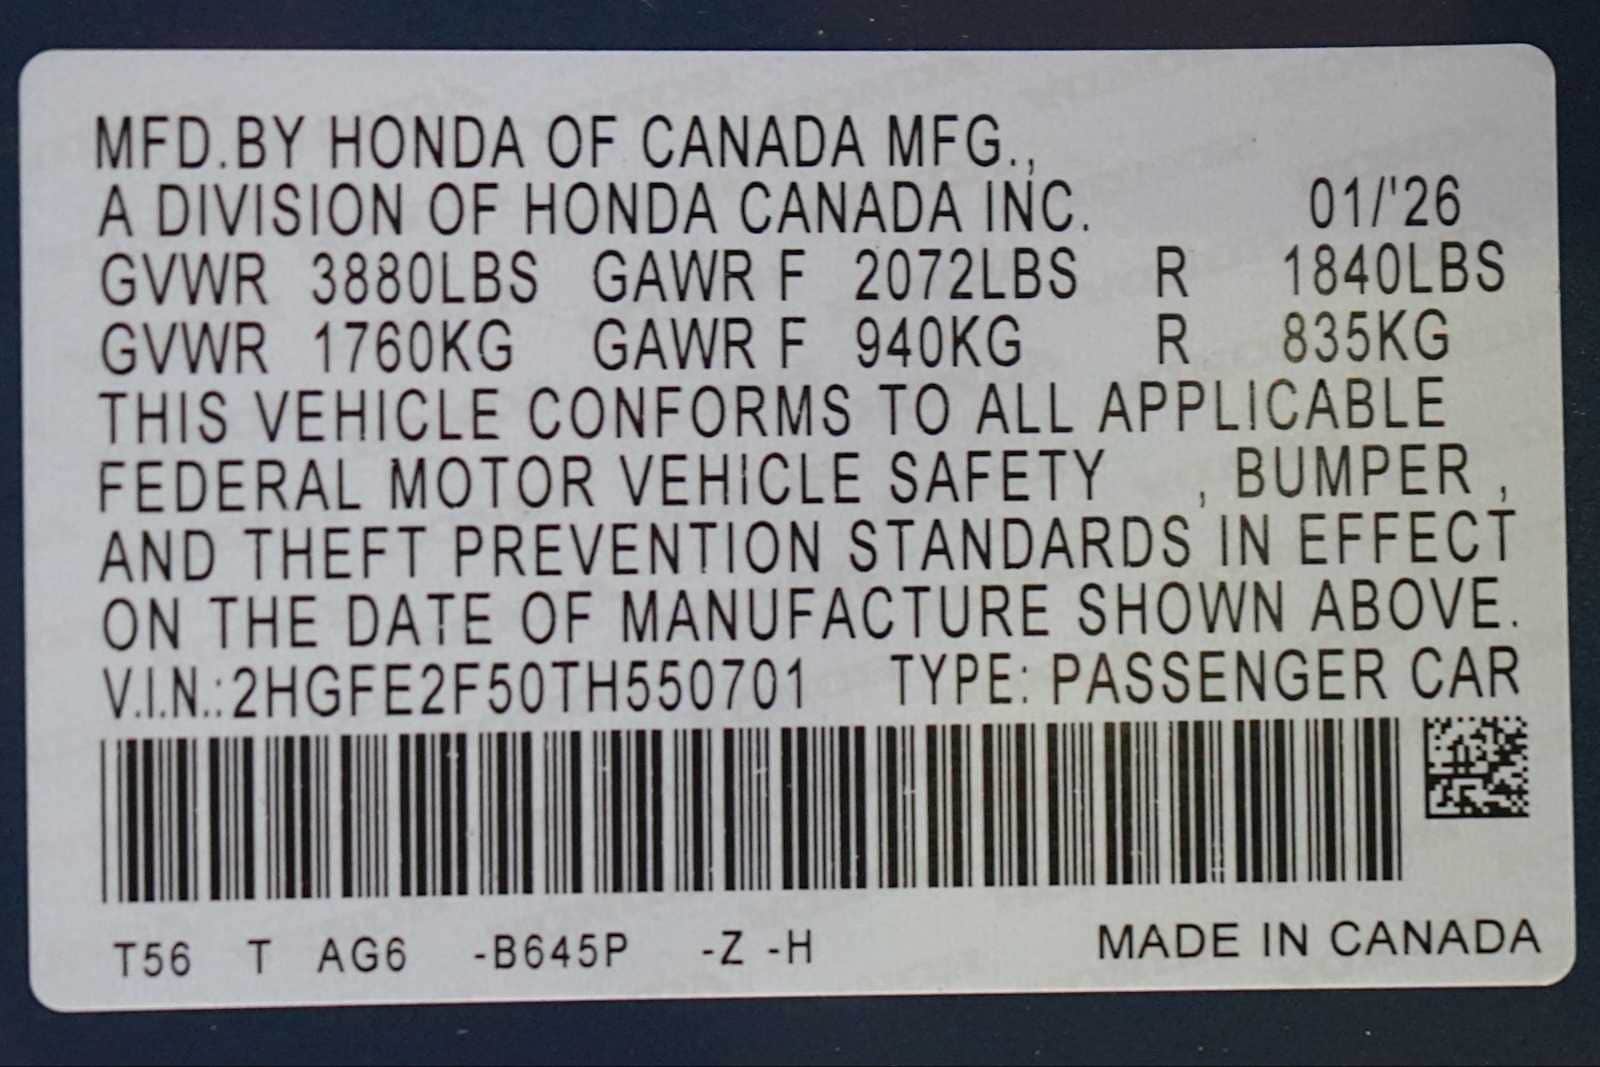 MFD.BY HONDA OF CANADA MFG.,
A DIVISION OF HONDA CANADA INC. 01/'26
GVWR 3880LBS GAWR F 2072LBS R 1840LBS
GVWR 1760KG GAWR F 940KG R 835KG
THIS VEHICLE CONFORMS TO ALL APPLICABLE
FEDERAL MOTOR VEHICLE SAFETY , BUMPER ,
AND THEFT PREVENTION STANDARDS IN EFFECT
ON THE DATE OF MANUFACTURE SHOWN ABOVE.
V.I.N.:2HGFE2F50TH550701 TYPE: PASSENGER CAR
T56 T AG6 -B645P -Z -H MADE IN CANADA